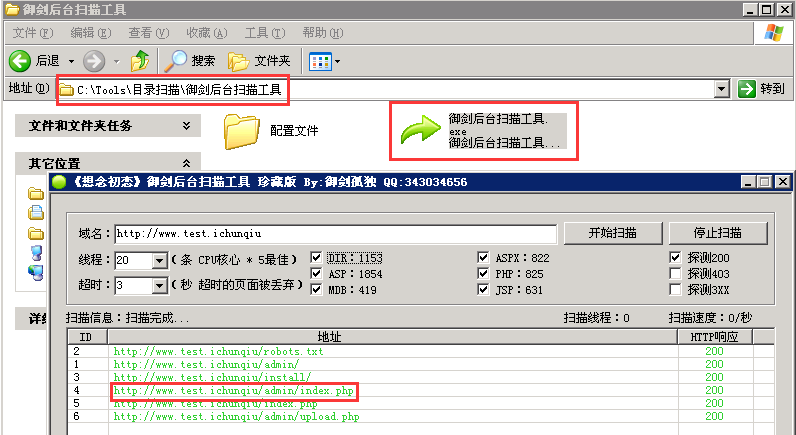 御剑后台扫描工具
文件(F) 编辑(E) 查看(V) 收藏(A) 工具(T) 帮助(H)
后退 搜索 文件夹
地址(D) C:\Tools\目录扫描\御剑后台扫描工具 转到
文件和文件夹任务
配置文件
御剑后台扫描工具.
exe
御剑后台扫描工具...
其它位置
《想念初态》御剑后台扫描工具 珍藏版 By:御剑孤独 QQ:343034656
域名: http://www.test.ichunqiu 开始扫描 停止扫描
线程: 20 (条 CPU核心 * 5最佳) DIR:1153 ASPX:822 探测200
ASP:1854 PHP:825 探测403
超时: 3 (秒 超时的页面被丢弃) MDB:419 JSP:631 探测3XX
扫描信息:扫描完成... 扫描线程:0 扫描速度:0/秒
ID 地址 HTTP响应
2 http://www.test.ichunqiu/robots.txt 200
1 http://www.test.ichunqiu/admin/ 200
3 http://www.test.ichunqiu/install/ 200
4 http://www.test.ichunqiu/admin/index.php 200
5 http://www.test.ichunqiu/index.php 200
6 http://www.test.ichunqiu/admin/upload.php 200